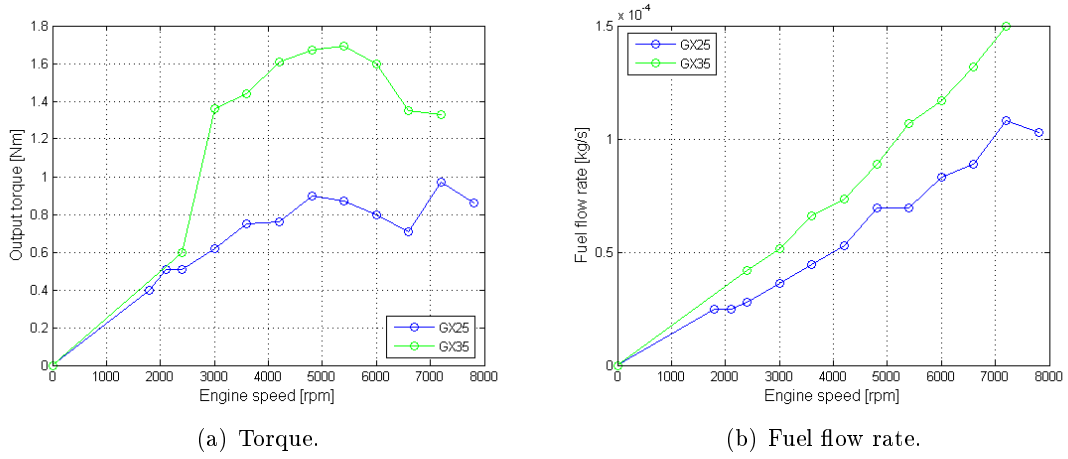 1.8
1.6
1.4
1.2
1
0.8
0.6
0.4
0.2
0
Output torque [Nm]
0 1000 2000 3000 4000 5000 6000 7000 8000
Engine speed [rpm]
GX25
GX35
(a) Torque.
x 10⁻⁴
1.5
1
0.5
0
Fuel flow rate [kg/s]
GX25
GX35
0 1000 2000 3000 4000 5000 6000 7000 8000
Engine speed [rpm]
(b) Fuel flow rate.